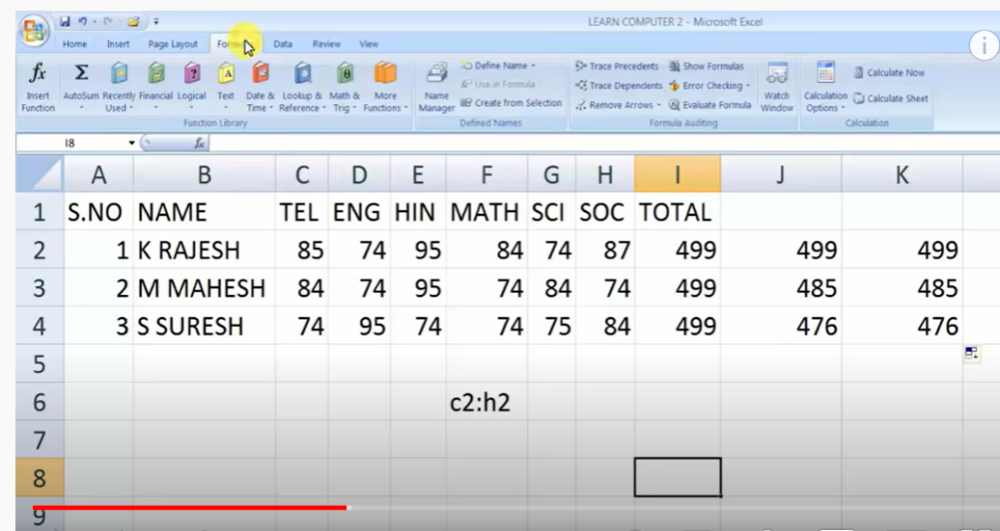 LEARN COMPUTER 2 - Microsoft Excel
Home Insert Page Layout Data Review View
fx Σ A θ
Insert Function AutoSum Recently Used Financial Logical Text Date & Time Lookup & Reference Math & Trig More Functions
Function Library
Name Manager Define Name Use in Formula Create from Selection
Defined Names
Trace Precedents Show Formulas
Trace Dependents Error Checking
Remove Arrows Evaluate Formula
Watch Window
Formula Auditing
Calculation Options Calculate Now Calculate Sheet
Calculation
I8 fx
A B C D E F G H I J K
1 S.NO NAME TEL ENG HIN MATH SCI SOC TOTAL
2 1 K RAJESH 85 74 95 84 74 87 499 499 499
3 2 M MAHESH 84 74 95 74 84 74 499 485 485
4 3 S SURESH 74 95 74 74 75 84 499 476 476
5
6 c2:h2
7
8
9